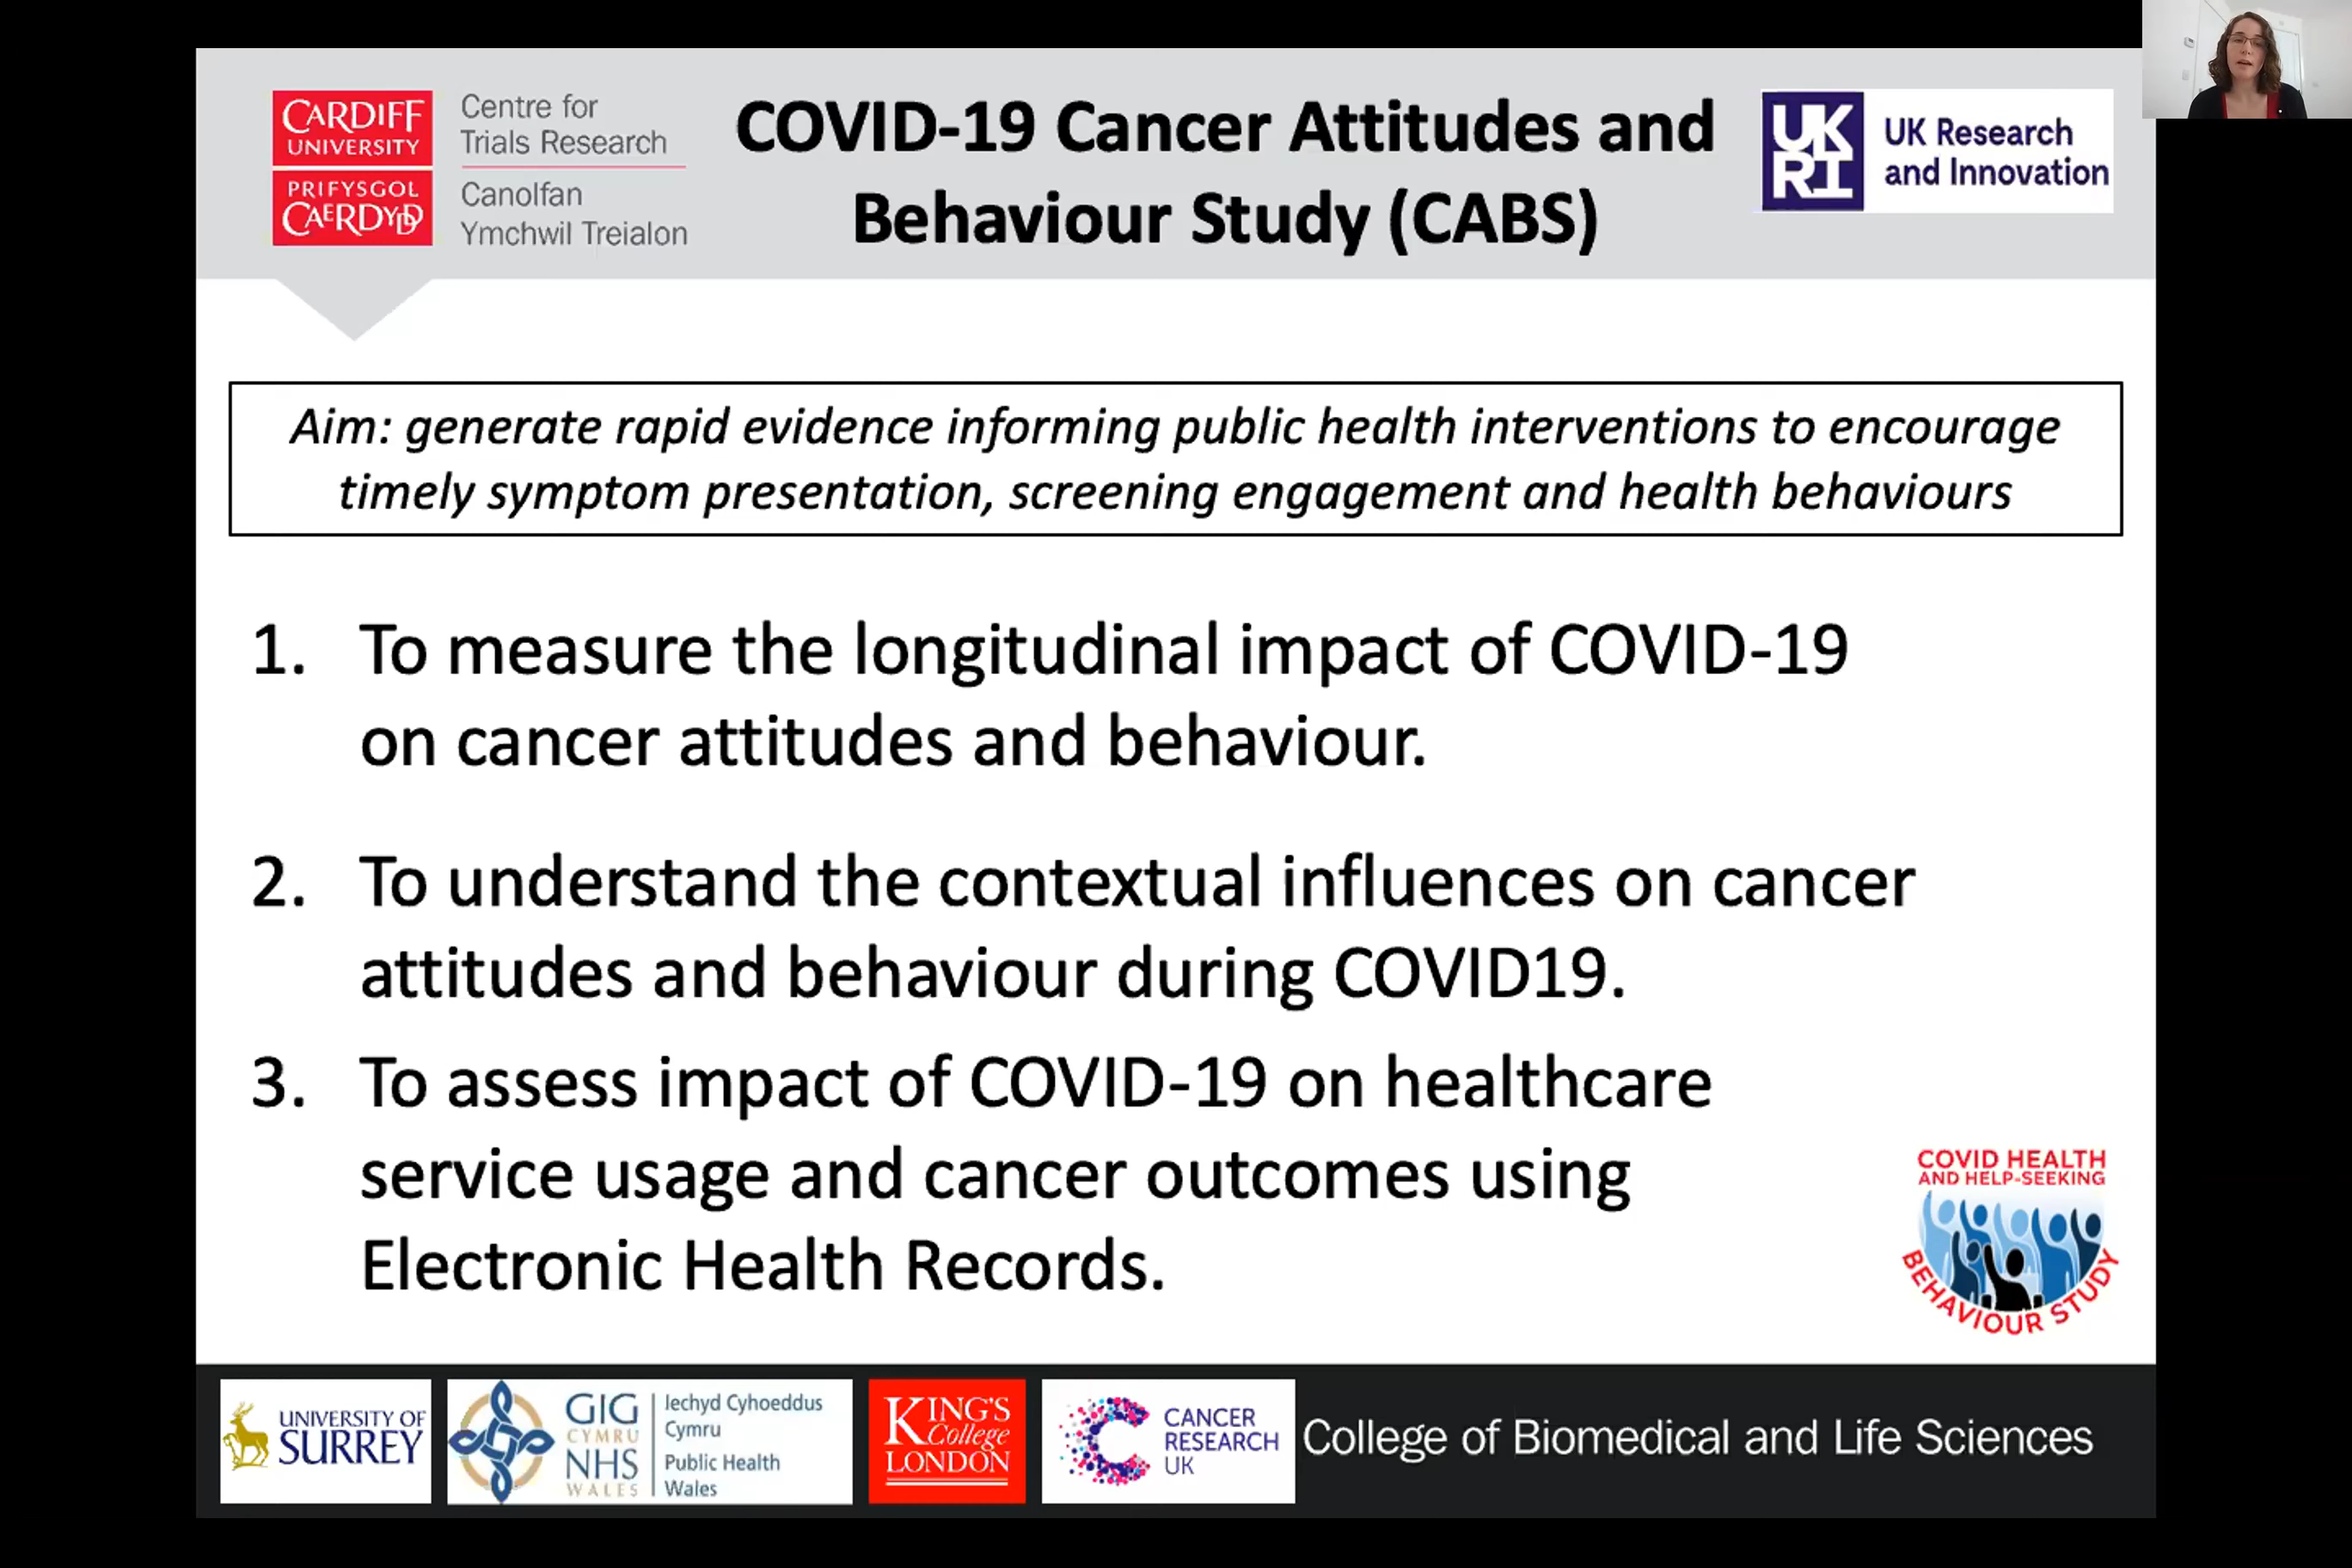 CARDIFF
UNIVERSITY
PRIFYSGOL
CAERDYDD
Centre for
Trials Research
Canolfan
Ymchwil Treialon
COVID-19 Cancer Attitudes and
Behaviour Study (CABS)
UK
RI
UK Research
and Innovation
Aim: generate rapid evidence informing public health interventions to encourage
timely symptom presentation, screening engagement and health behaviours
1. To measure the longitudinal impact of COVID-19
on cancer attitudes and behaviour.
2. To understand the contextual influences on cancer
attitudes and behaviour during COVID19.
3. To assess impact of COVID-19 on healthcare
service usage and cancer outcomes using
Electronic Health Records.
COVID HEALTH
AND HELP-SEEKING
BEHAVIOUR STUDY
UNIVERSITY OF
SURREY
GIG
CYMRU
NHS
WALES
Iechyd Cyhoeddus
Cymru
Public Health
Wales
KING'S
College
LONDON
CANCER
RESEARCH
UK
College of Biomedical and Life Sciences